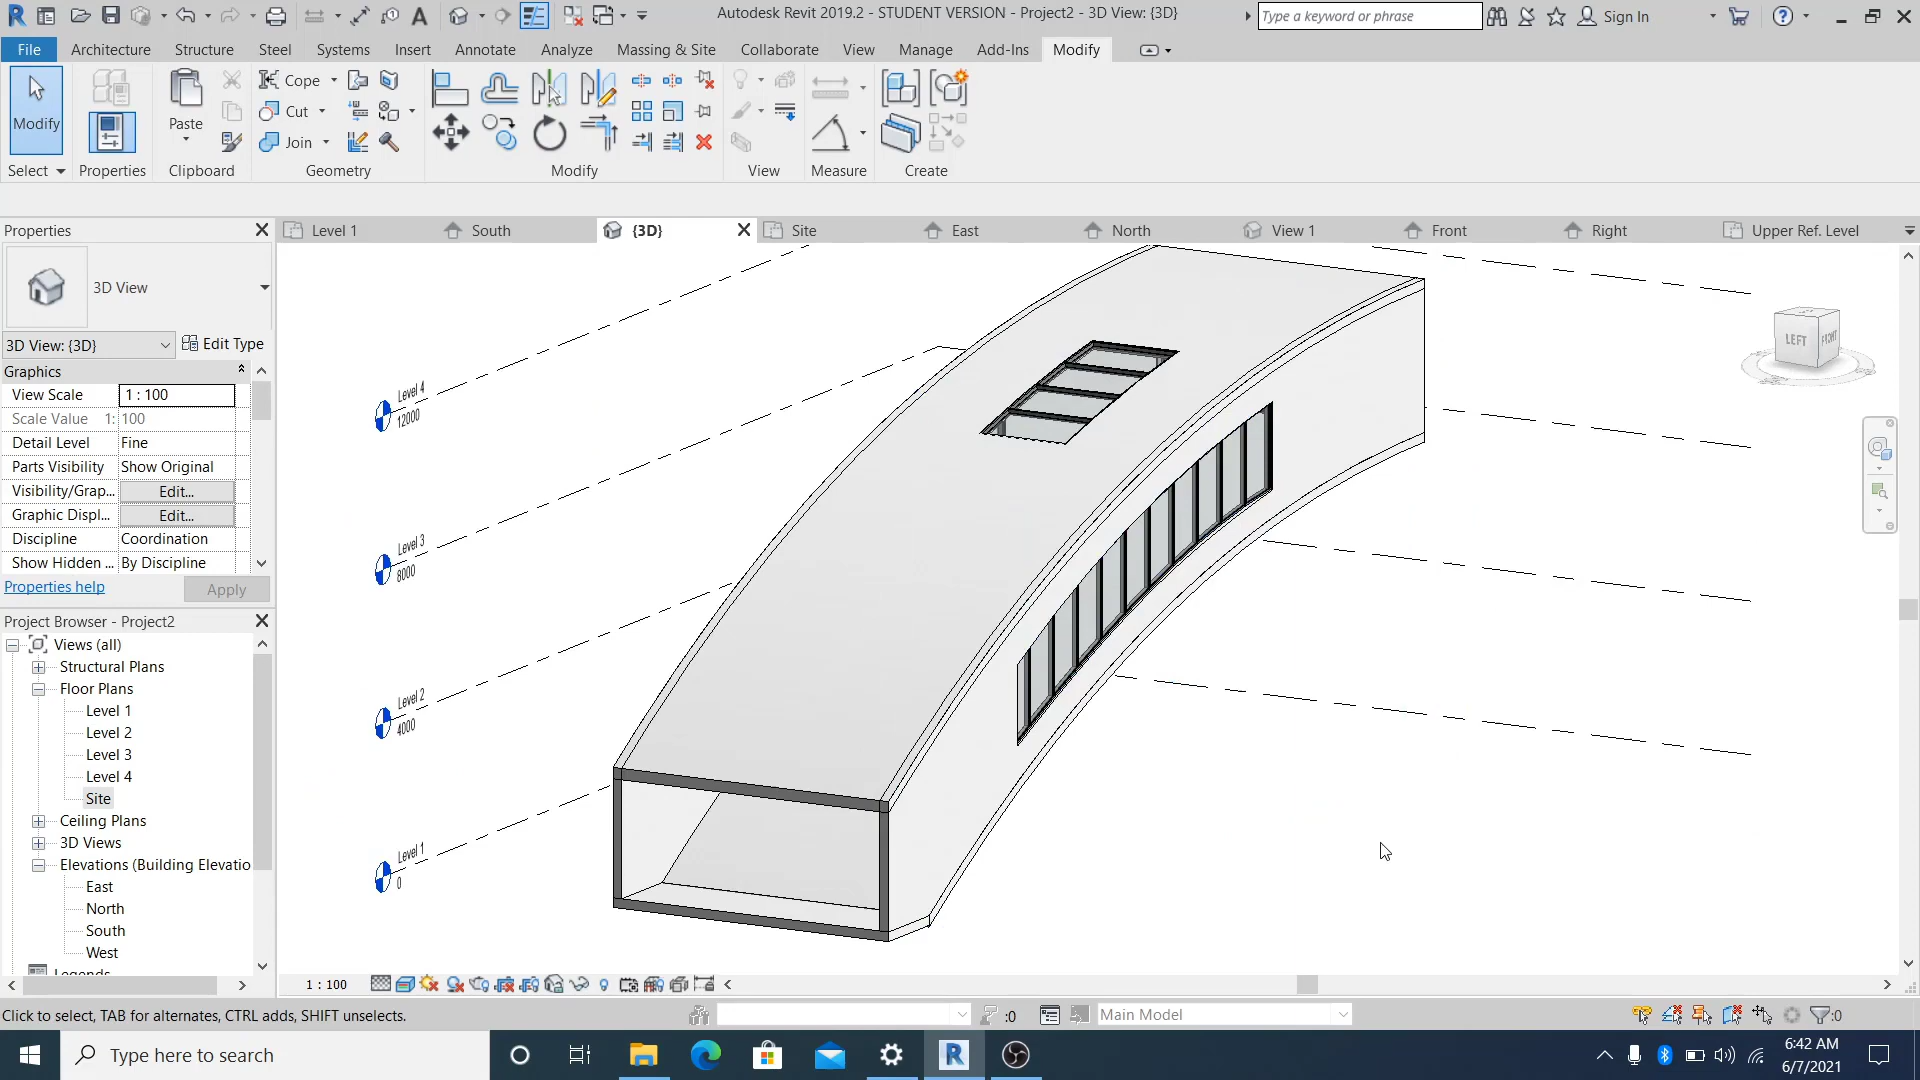 Autodesk Revit 2019.2 - STUDENT VERSION - Project2 - 3D View: {3D}
Type a keyword or phrase
Sign In
File
Architecture
Structure
Steel
Systems
Insert
Annotate
Analyze
Massing & Site
Collaborate
View
Manage
Add-Ins
Modify
Modify
Paste
Cope
Cut
Join
Select
Properties
Clipboard
Geometry
Modify
View
Measure
Create
Properties
Level 1
South
{3D}
Site
East
North
View 1
Front
Right
Upper Ref. Level
3D View
3D View: {3D}
Edit Type
Graphics
View Scale
1 : 100
Scale Value 1:
100
Detail Level
Fine
Parts Visibility
Show Original
Visibility/Grap...
Edit...
Graphic Displ...
Edit...
Discipline
Coordination
Show Hidden ...
By Discipline
Properties help
Apply
Project Browser - Project2
Views (all)
Structural Plans
Floor Plans
Level 1
Level 2
Level 3
Level 4
Site
Ceiling Plans
3D Views
Elevations (Building Elevatio
East
North
South
West
Legends
Level 4
12000
Level 3
8000
Level 2
4000
Level 1
0
LEFT
FRONT
1 : 100
Click to select, TAB for alternates, CTRL adds, SHIFT unselects.
:0
Main Model
:0
Type here to search
6:42 AM
6/7/2021